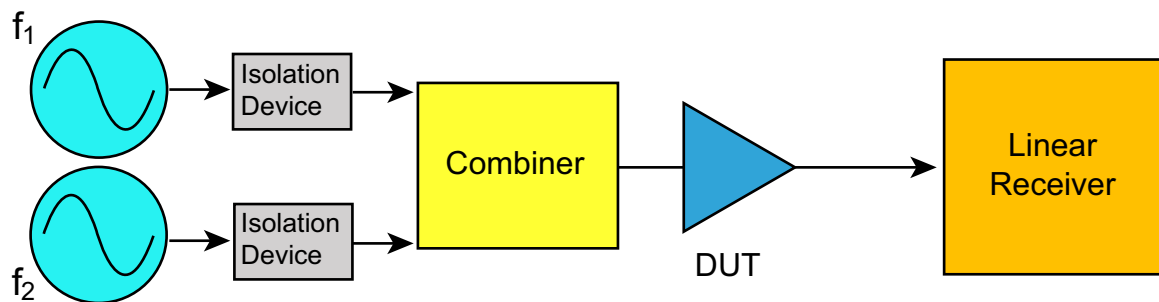 f1
Isolation
Device
Combiner
Linear
Receiver
Isolation
Device
DUT
f2